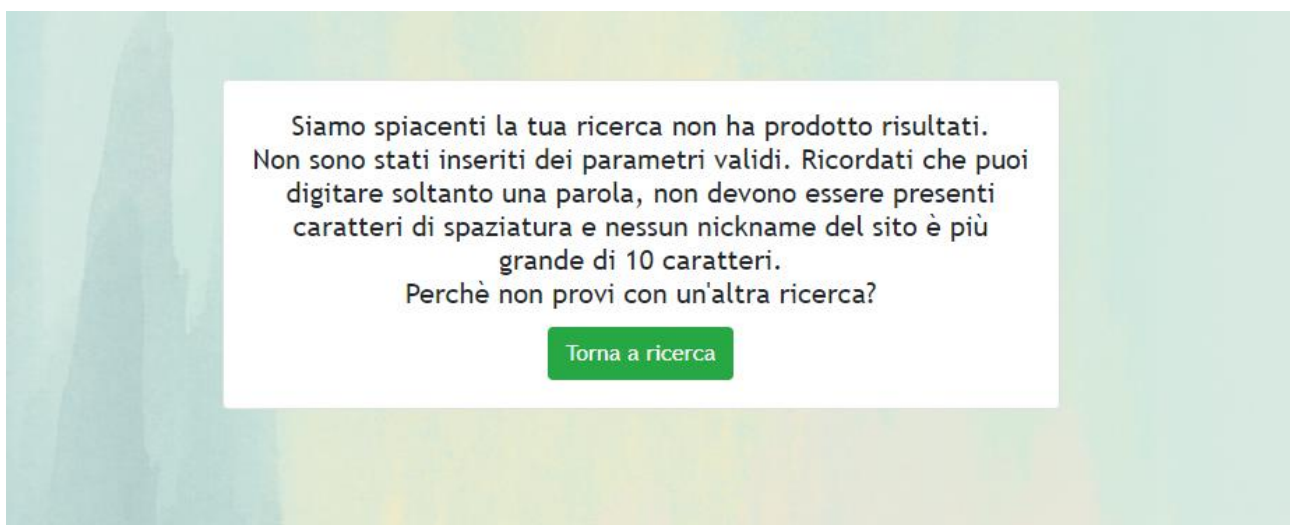 Siamo spiacenti la tua ricerca non ha prodotto risultati.
Non sono stati inseriti dei parametri validi. Ricordati che puoi
digitare soltanto una parola, non devono essere presenti
caratteri di spaziatura e nessun nickname del sito è più
grande di 10 caratteri.
Perchè non provi con un'altra ricerca?
Torna a ricerca